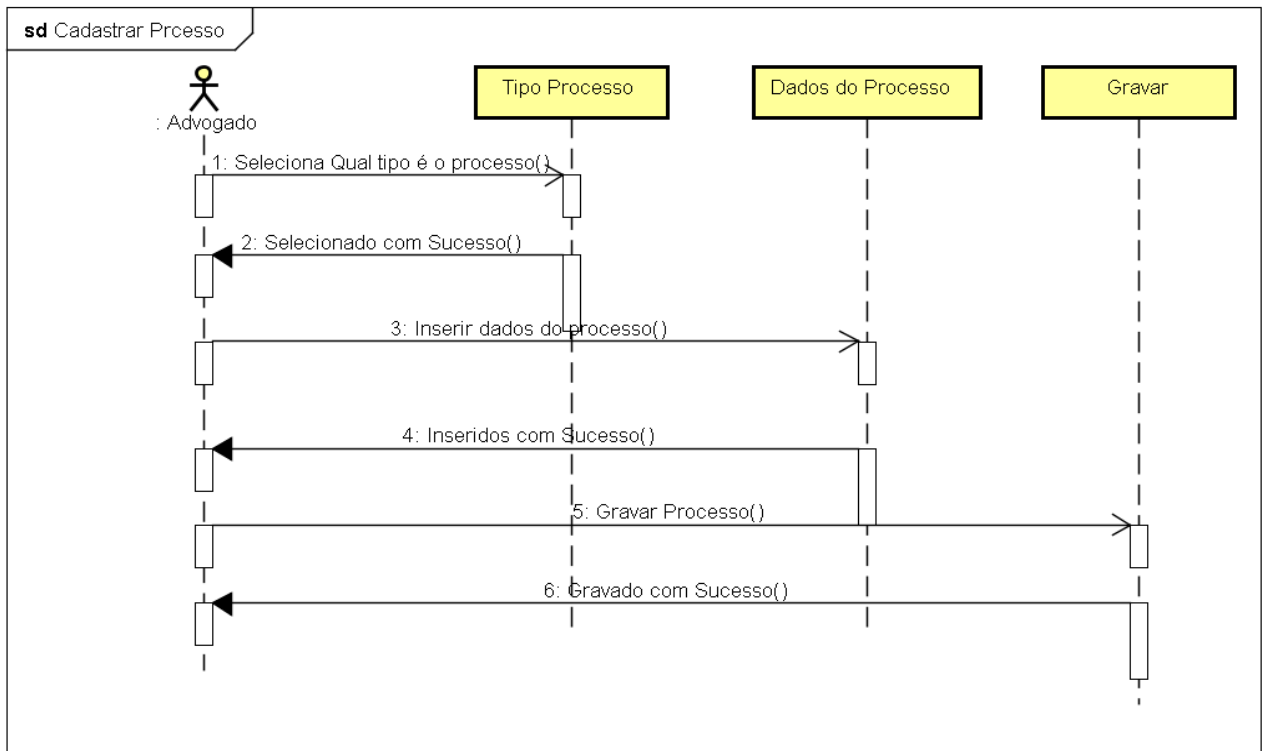 sd Cadastrar Prcesso
: Advogado
Tipo Processo
Dados do Processo
Gravar
1: Seleciona Qual tipo é o processo()
2: Selecionado com Sucesso()
3: Inserir dados do processo()
4: Inseridos com Sucesso()
5: Gravar Processo()
6: Gravado com Sucesso()